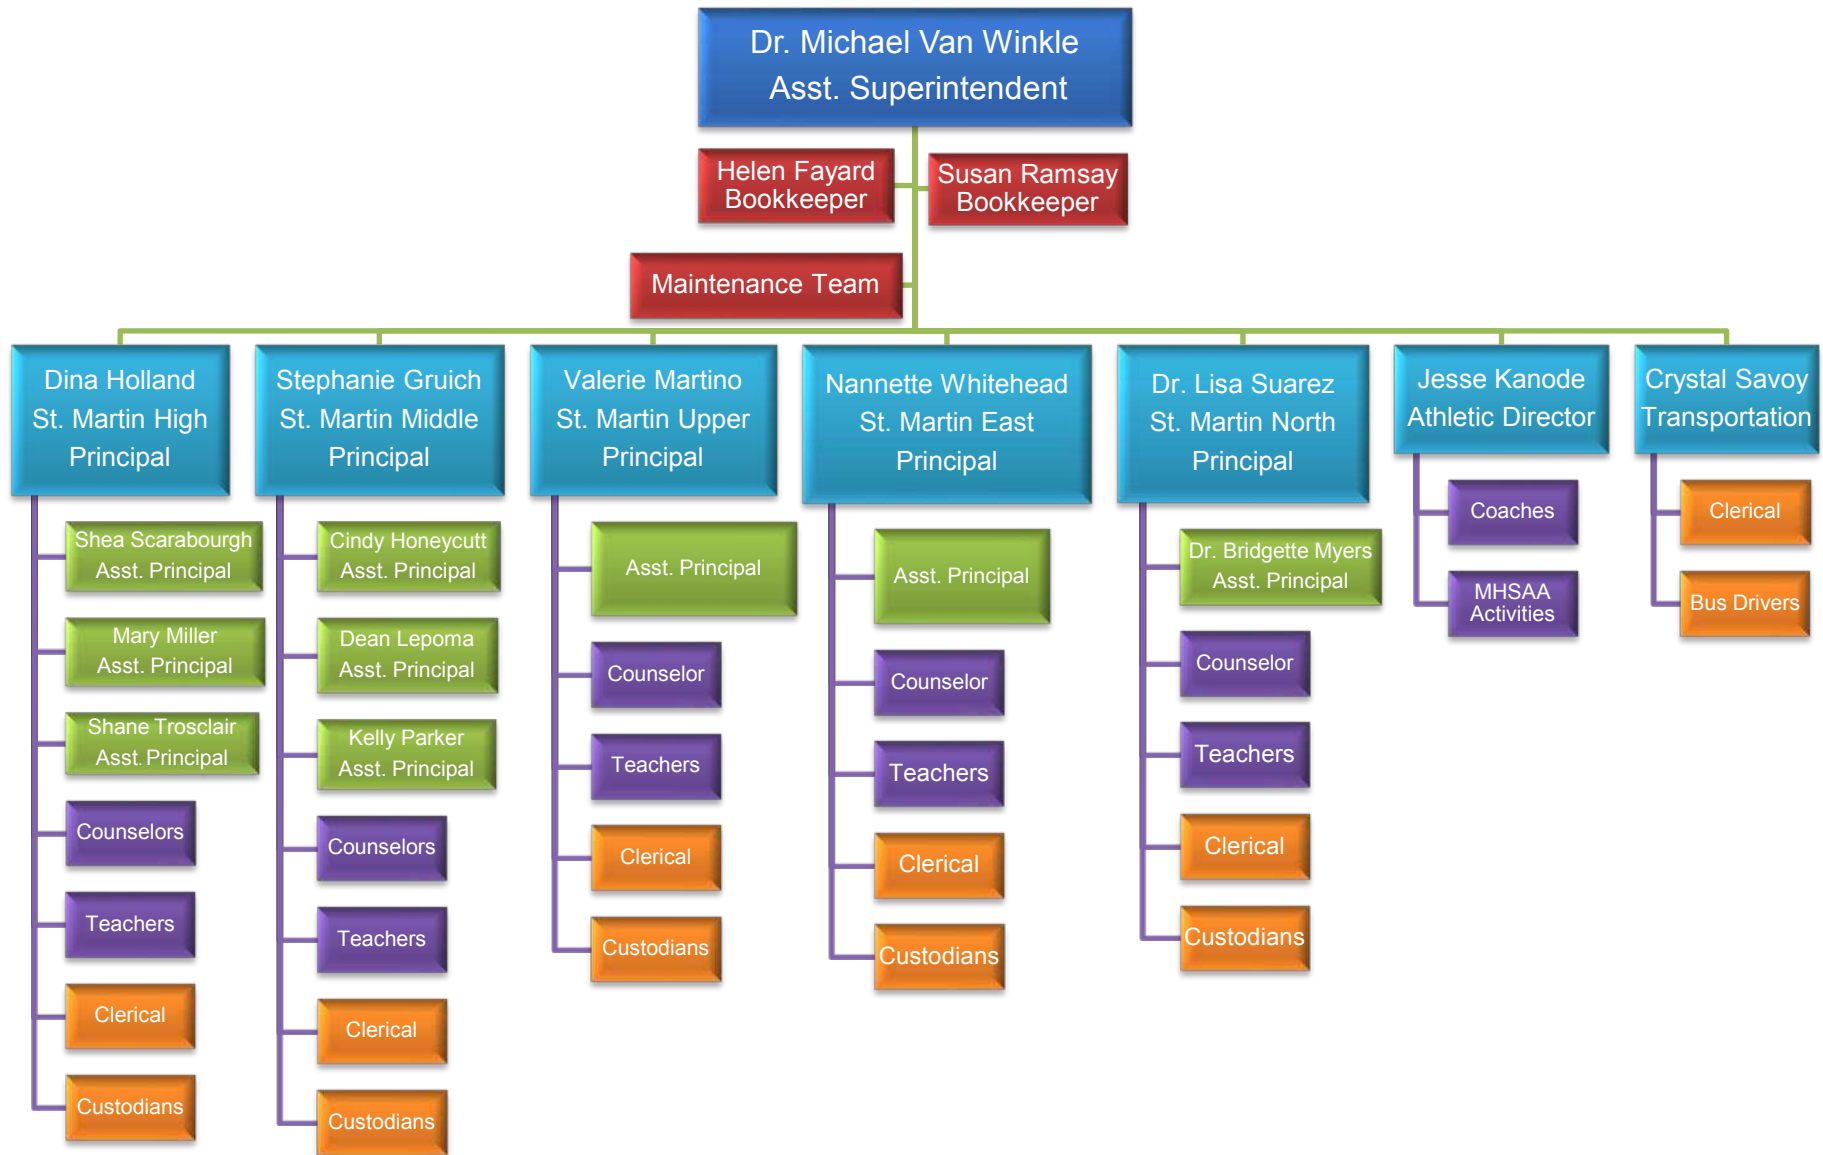 Dr. Michael Van Winkle
Asst. Superintendent
Helen Fayard
Bookkeeper
Susan Ramsay
Bookkeeper
Maintenance Team
Dina Holland
St. Martin High
Principal
Stephanie Gruich
St. Martin Middle
Principal
Valerie Martino
St. Martin Upper
Principal
Nannette Whitehead
St. Martin East
Principal
Dr. Lisa Suarez
St. Martin North
Principal
Jesse Kanode
Athletic Director
Crystal Savoy
Transportation
Shea Scarabourgh
Asst. Principal
Mary Miller
Asst. Principal
Shane Trosclair
Asst. Principal
Counselors
Teachers
Clerical
Custodians
Cindy Honeycutt
Asst. Principal
Dean Lepoma
Asst. Principal
Kelly Parker
Asst. Principal
Counselors
Teachers
Clerical
Custodians
Asst. Principal
Counselor
Teachers
Clerical
Custodians
Asst. Principal
Counselor
Teachers
Clerical
Custodians
Dr. Bridgette Myers
Asst. Principal
Counselor
Teachers
Clerical
Custodians
Coaches
MHSAA
Activities
Clerical
Bus Drivers